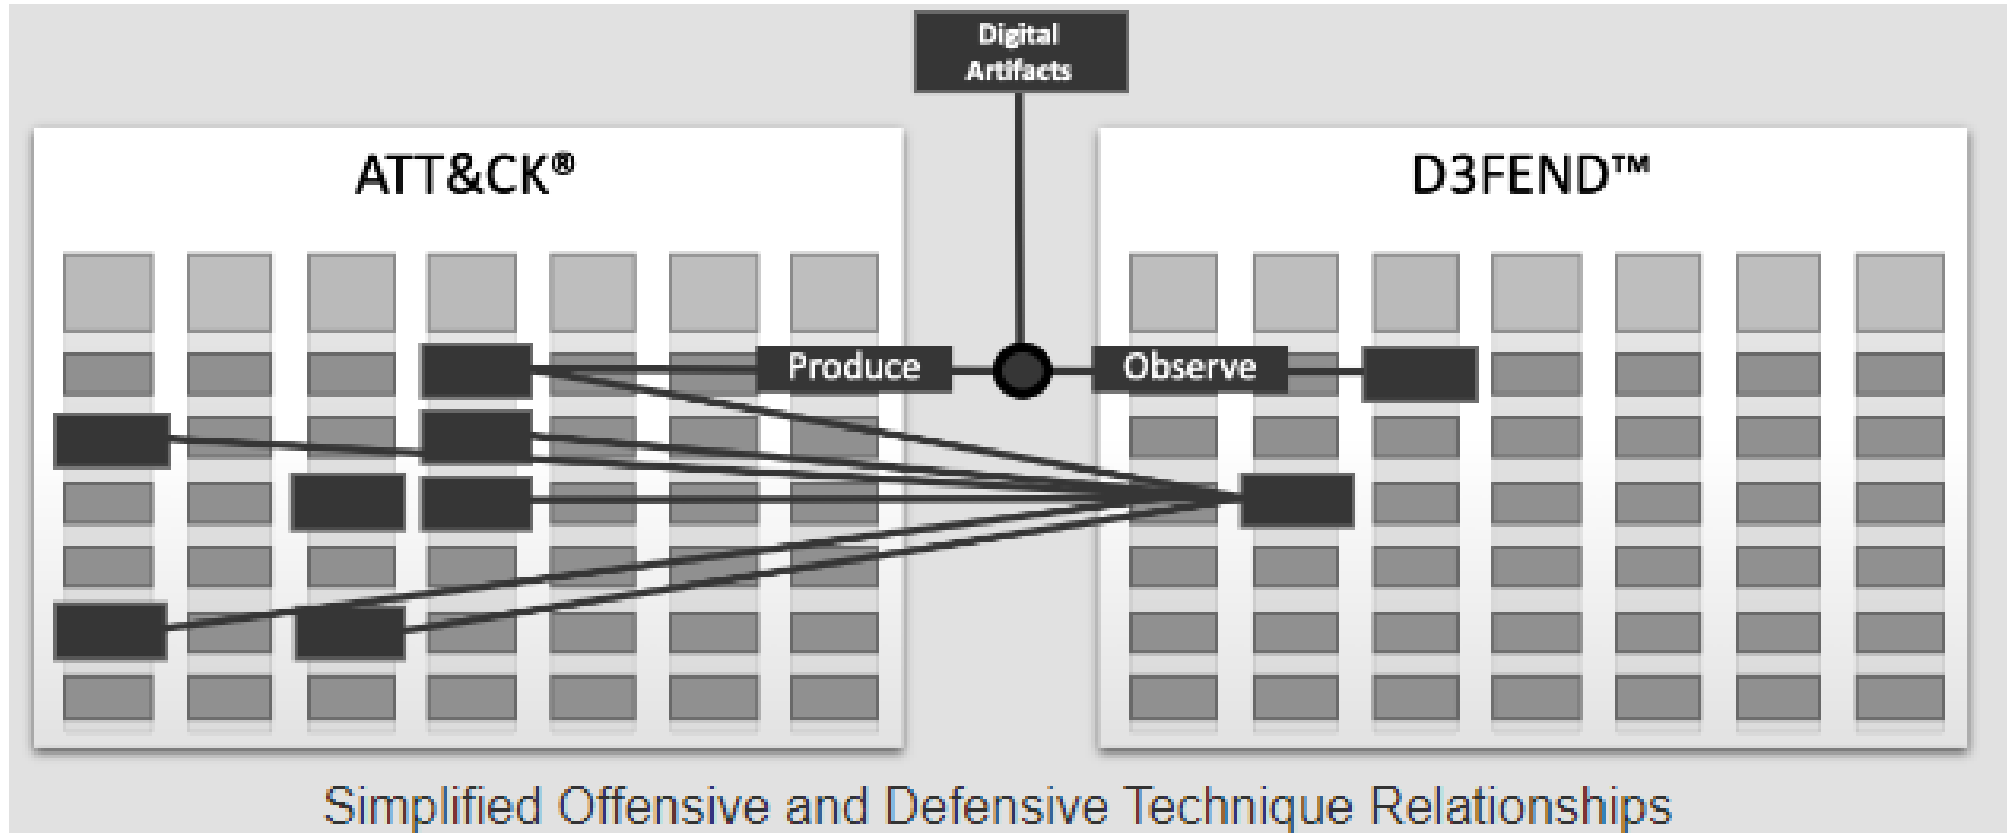 Digital
Artifacts
ATT&CK®
D3FEND™
Produce
Observe
Simplified Offensive and Defensive Technique Relationships